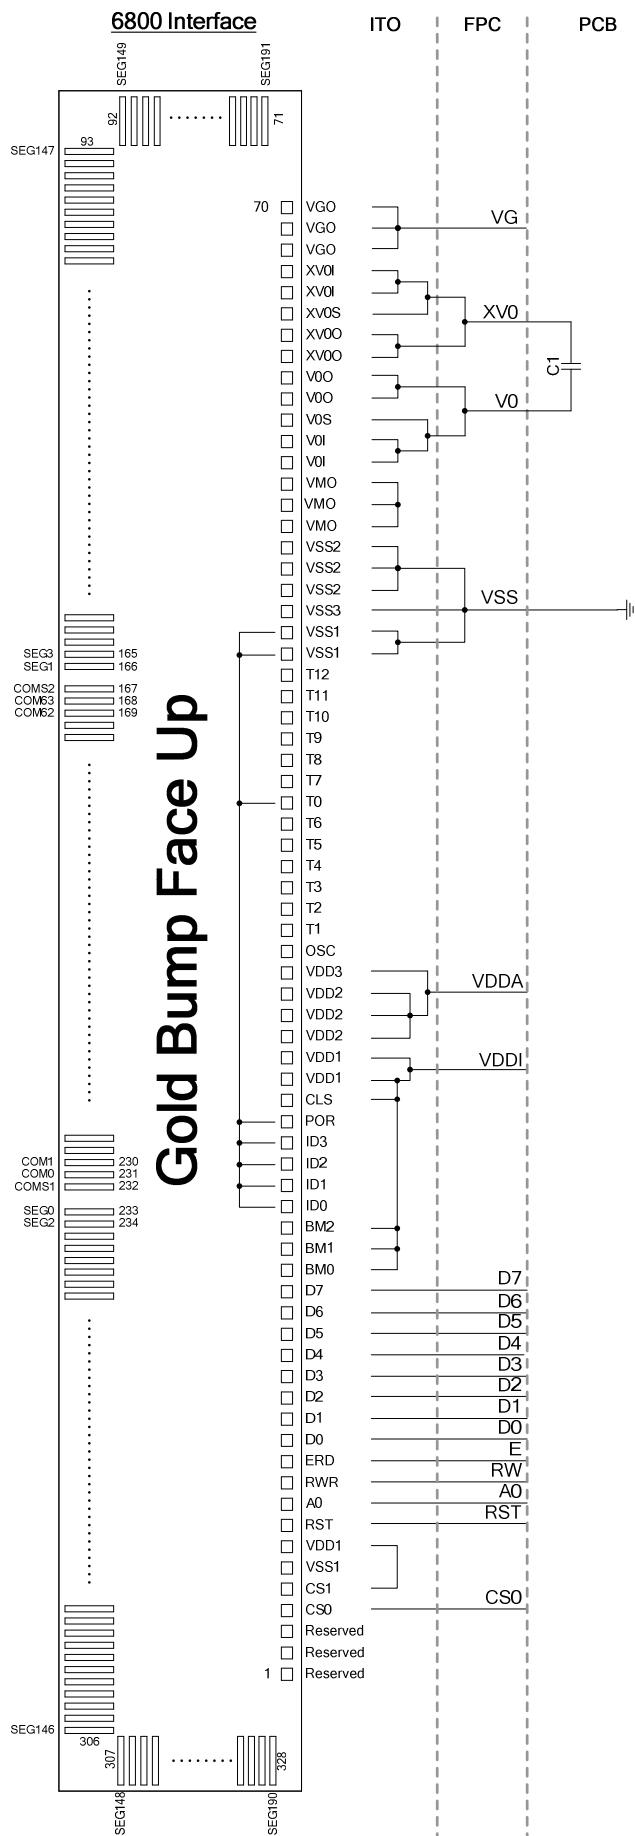 6800 Interface
ITO
FPC
PCB
SEG149
SEG191
92
71
93
SEG147
70
VGO
VG
VGO
VGO
XV0I
XV0I
XV0S
XV0
XV0O
XV0O
C1
V0O
V0O
V0
V0S
V0I
V0I
VMO
VMO
VMO
VSS2
VSS2
VSS2
VSS
VSS3
VSS1
SEG3 165
VSS1
SEG1 166
T12
COMS2 167
T11
COM63 168
COM62 169
T10
T9
T8
T7
T0
T6
T5
T4
T3
T2
T1
OSC
Gold Bump Face Up
VDD3
VDDA
VDD2
VDD2
VDD2
VDD1
VDDI
VDD1
CLS
POR
ID3
COM1 230
ID2
COM0 231
COMS1 232
ID1
ID0
SEG0 233
SEG2 234
BM2
BM1
BM0
D7
D7
D6
D6
D5
D5
D4
D4
D3
D3
D2
D2
D1
D1
D0
D0
ERD
E
RWR
RW
A0
A0
RST
RST
VDD1
VSS1
CS1
CS0
CS0
Reserved
Reserved
1 Reserved
SEG146
306
307
328
SEG148
SEG190